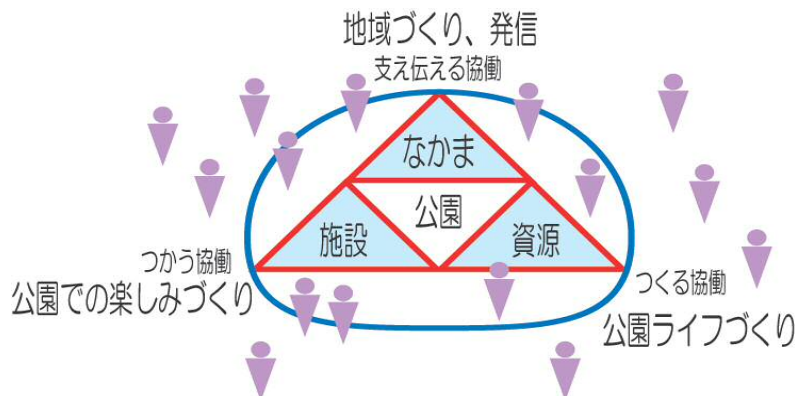 地域づくり、発信
支え伝える協働
なかま
公園
施設
資源
つかう協働
公園での楽しみづくり
つくる協働
公園ライフづくり